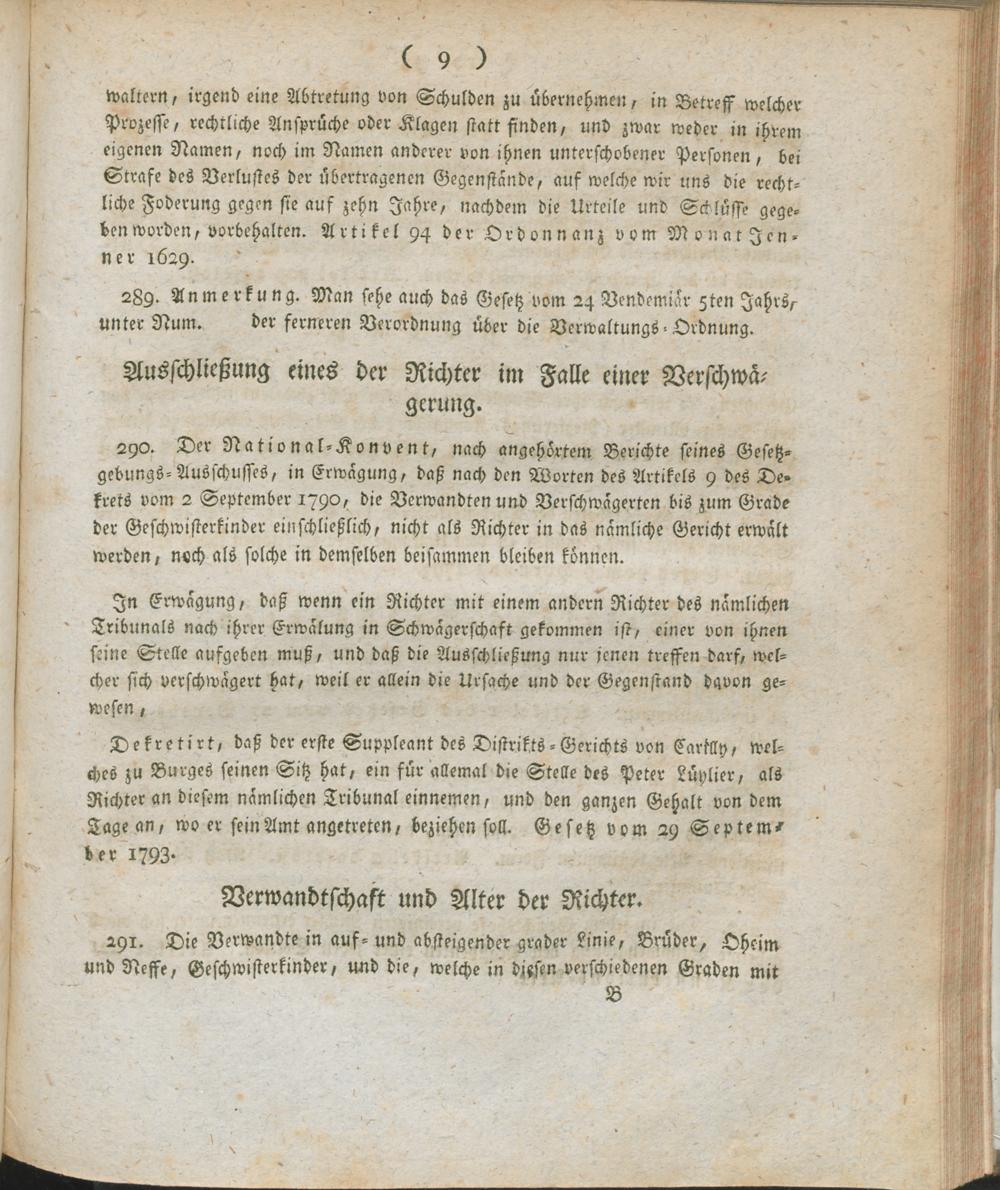 ( 9 )
waltern, irgend eine Abtretung von Schulden zu übernehmen, in Betreff welcher
Prozesse, rechtliche Ansprüche oder Klagen statt finden, und zwar weder in ihrem
eigenen Namen, noch im Namen anderer von ihnen unterschobener Personen, bei
Strafe des Verlustes der übertragenen Gegenstände, auf welche wir uns die recht-
liche Foderung gegen sie auf zehn Jahre, nachdem die Urteile und Schlüsse gege-
ben worden, vorbehalten. Artikel 94 der Ordonnanz vom Monat Jen-
ner 1629.
289. Anmerkung. Man sehe auch das Gesetz vom 24 Vendemiär 5ten Jahrs,
unter Num. der ferneren Verordnung über die Verwaltungs-Ordnung.
Ausschließung eines der Richter im Falle einer Verschwä-
gerung.
290. Der National-Konvent, nach angehörtem Berichte seines Gesetz-
gebungs-Ausschusses, in Erwägung, daß nach den Worten des Artikels 9 des De-
krets vom 2 September 1790, die Verwandten und Verschwägerten bis zum Grade
der Geschwisterkinder einschließlich, nicht als Richter in das nämliche Gericht erwält
werden, noch als solche in demselben beisammen bleiben können.
In Erwägung, daß wenn ein Richter mit einem andern Richter des nämlichen
Tribunals nach ihrer Erwälung in Schwägerschaft gekommen ist, einer von ihnen
seine Stelle aufgeben muß, und daß die Ausschließung nur jenen treffen darf, wel-
cher sich verschwägert hat, weil er allein die Ursache und der Gegenstand davon ge-
wesen,
Dekretirt, daß der erste Suppleant des Distrikts-Gerichts von Carilly, wel-
ches zu Burges seinen Sitz hat, ein für allemal die Stelle des Peter Lüylier, als
Richter an diesem nämlichen Tribunal einnemen, und den ganzen Gehalt von dem
Tage an, wo er sein Amt angetreten, beziehen soll. Gesetz vom 29 Septem-
ber 1793.
Verwandtschaft und Alter der Richter.
291. Die Verwandte in auf- und absteigender grader Linie, Brüder, Oheim
und Neffe, Geschwisterkinder, und die, welche in diesen verschiedenen Graden mit
B